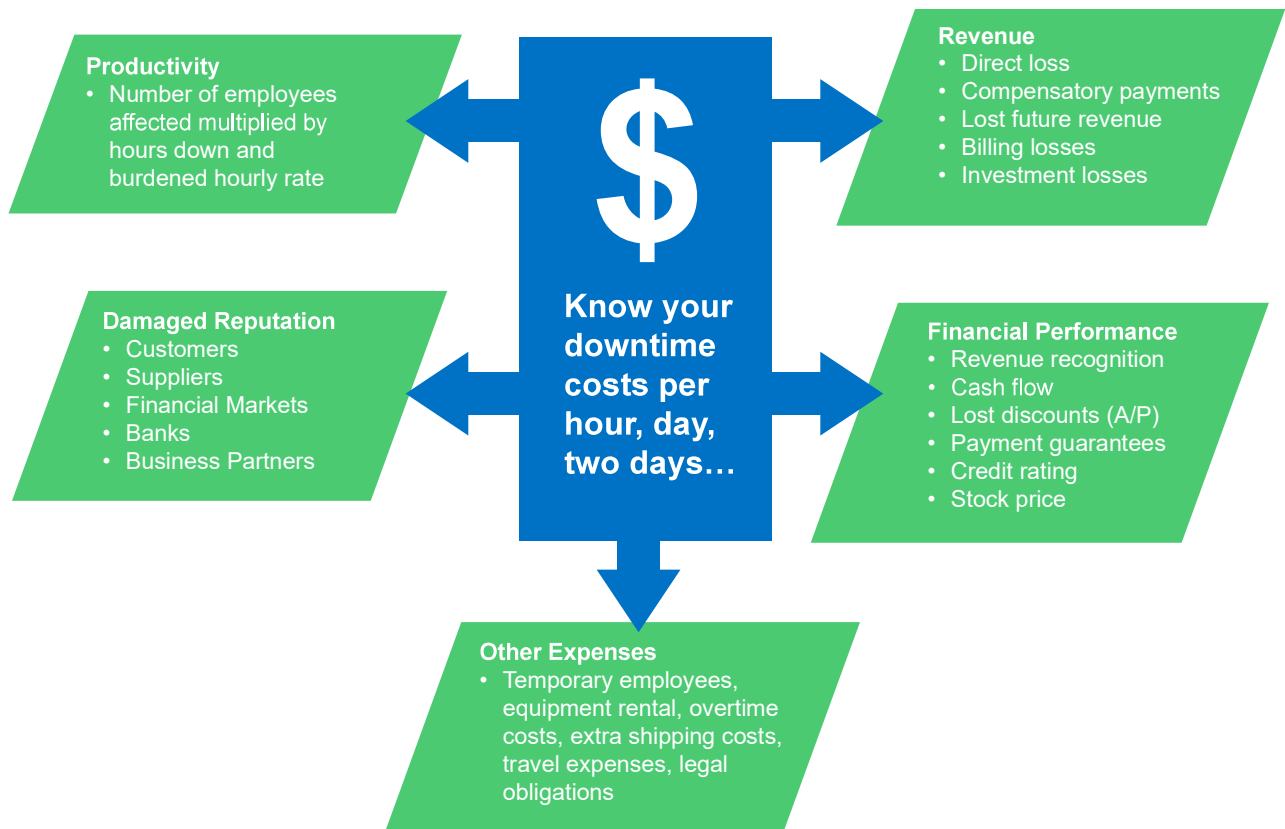 Productivity
• Number of employees
affected multiplied by
hours down and
burdened hourly rate
$
Know your
downtime
costs per
hour, day,
two days…
Revenue
• Direct loss
• Compensatory payments
• Lost future revenue
• Billing losses
• Investment losses
Damaged Reputation
• Customers
• Suppliers
• Financial Markets
• Banks
• Business Partners
Financial Performance
• Revenue recognition
• Cash flow
• Lost discounts (A/P)
• Payment guarantees
• Credit rating
• Stock price
Other Expenses
• Temporary employees,
equipment rental, overtime
costs, extra shipping costs,
travel expenses, legal
obligations